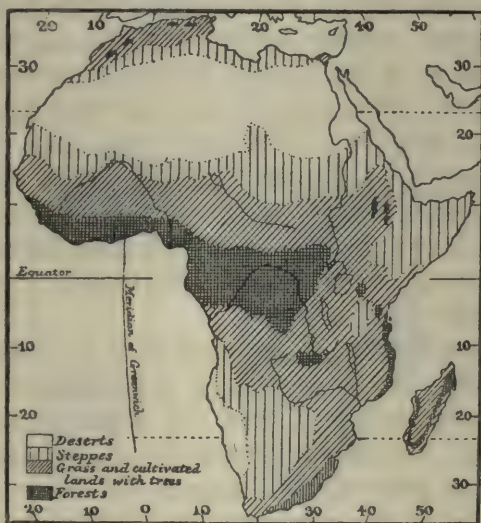 20 10 20 40 50
30 30
20 20
Equator
Meridian of Greenwich
10 10
20 20
Deserts
Steppes
Grass and cultivated
lands with trees
Forests
30
20 10 0 10 20 30 40 50